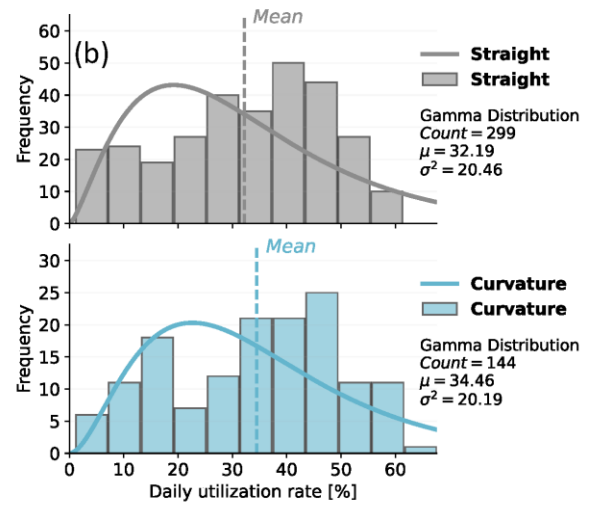 Mean
(b)
60
50
40
30
20
10
0
Frequency
Straight
Straight
Gamma Distribution
Count = 299
μ = 32.19
σ² = 20.46
Mean
30
25
20
15
10
5
0
Frequency
Curvature
Curvature
Gamma Distribution
Count = 144
μ = 34.46
σ² = 20.19
0 10 20 30 40 50 60
Daily utilization rate [%]